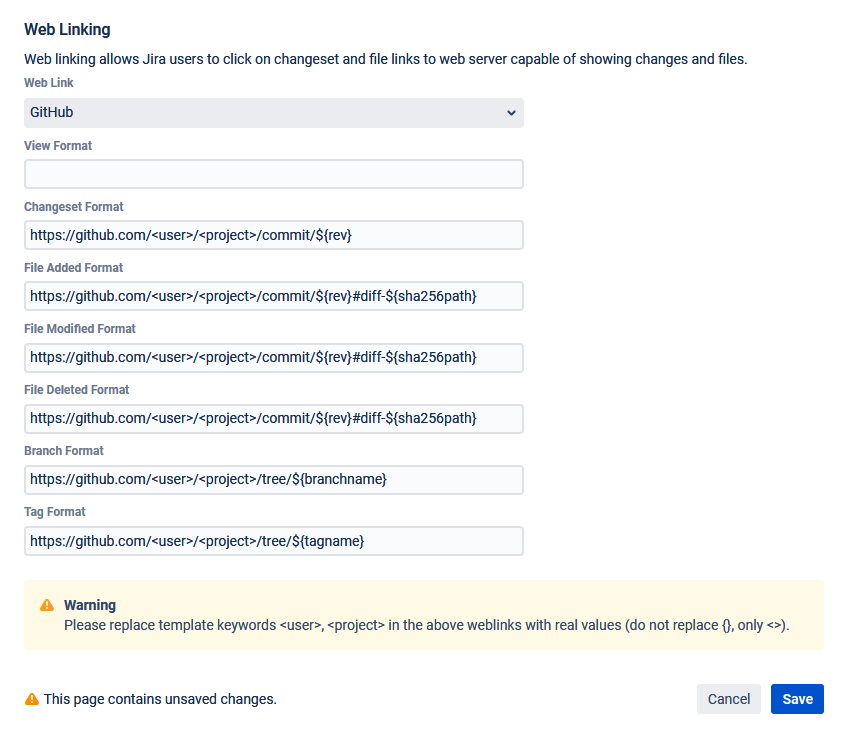 Web Linking
Web linking allows Jira users to click on changeset and file links to web server capable of showing changes and files.
Web Link
GitHub
View Format
Changeset Format
https://github.com/<user>/<project>/commit/${rev}
File Added Format
https://github.com/<user>/<project>/commit/${rev}#diff-${sha256path}
File Modified Format
https://github.com/<user>/<project>/commit/${rev}#diff-${sha256path}
File Deleted Format
https://github.com/<user>/<project>/commit/${rev}#diff-${sha256path}
Branch Format
https://github.com/<user>/<project>/tree/${branchname}
Tag Format
https://github.com/<user>/<project>/tree/${tagname}
Warning
Please replace template keywords <user>, <project> in the above weblinks with real values (do not replace {}, only <>).
This page contains unsaved changes.
Cancel
Save